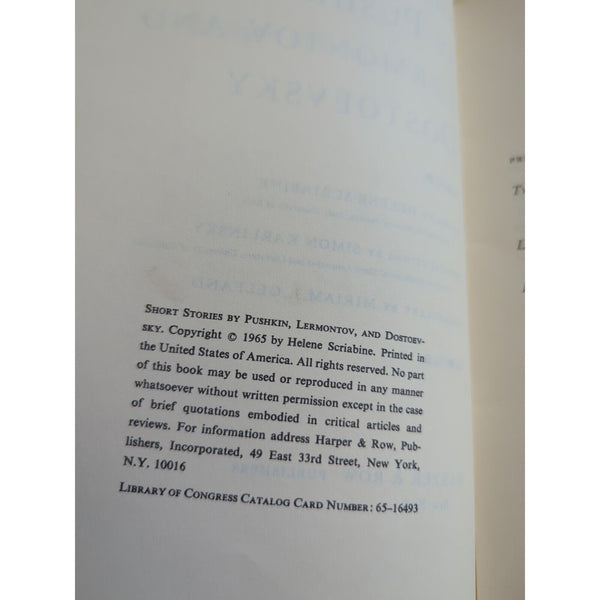 SHORT STORIES BY PUSHKIN, LERMONTOV, AND DOSTOEV-
SKY. Copyright © 1965 by Helene Scriabine. Printed in
the United States of America. All rights reserved. No part
of this book may be used or reproduced in any manner
whatsoever without written permission except in the case
of brief quotations embodied in critical articles and
reviews. For information address Harper & Row, Pub-
lishers, Incorporated, 49 East 33rd Street, New York,
N.Y. 10016
LIBRARY OF CONGRESS CATALOG CARD NUMBER: 65-16493